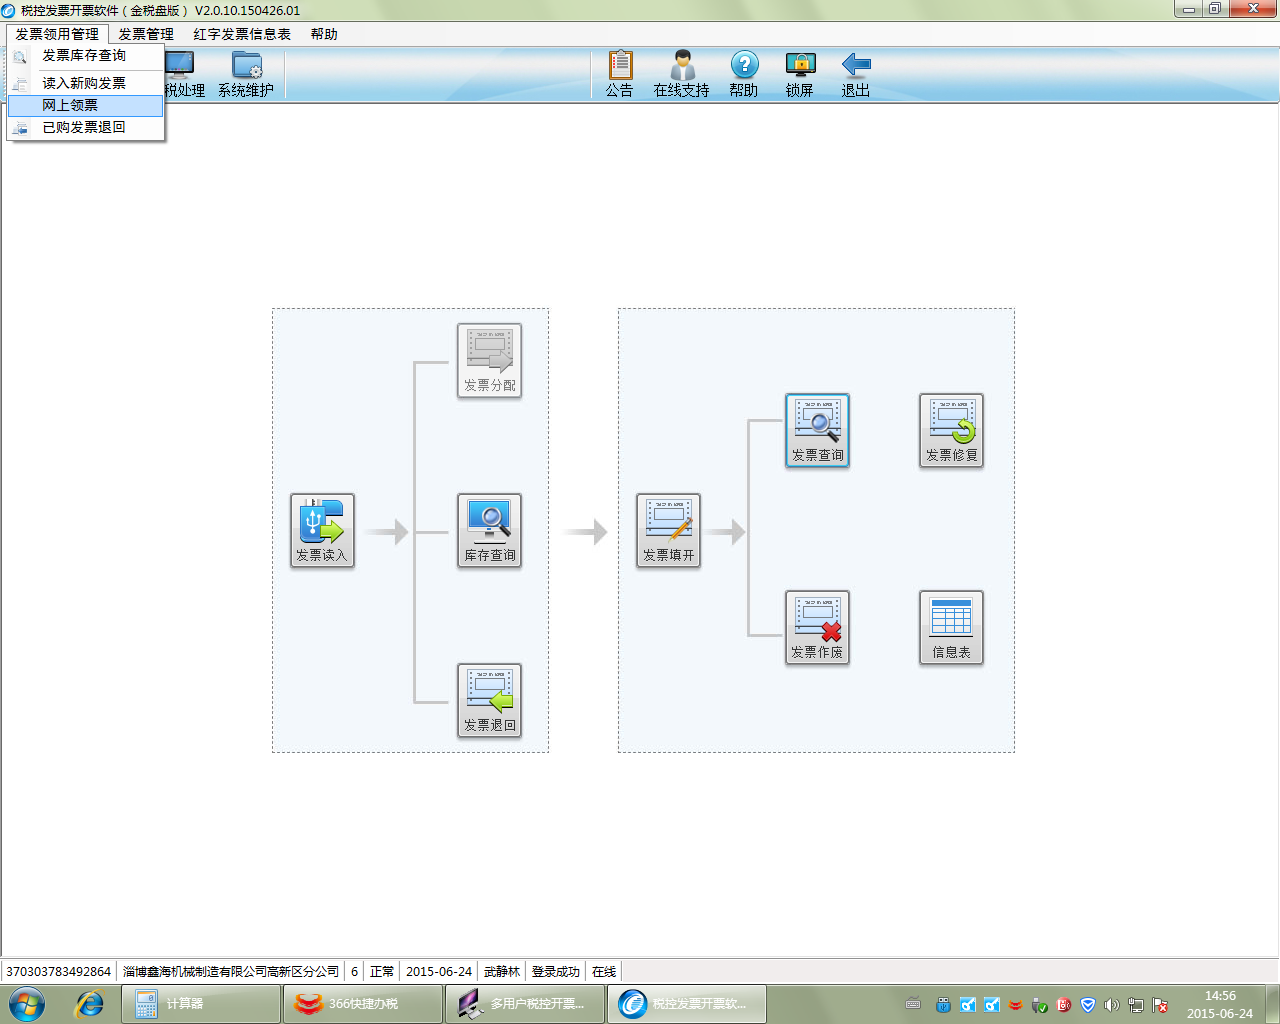 税控发票开票软件（金税盘版） V2.0.10.150426.01
发票领用管理 发票管理 红字发票信息表 帮助
发票库存查询
读入新购发票
网上领票
已购发票退回
税处理 系统维护 公告 在线支持 帮助 锁屏 退出
发票分配
发票查询 发票修复
发票读入 库存查询 发票填开
发票作废 信息表
发票退回
370303783492864 淄博鑫海机械制造有限公司高新区分公司 6 正常 2015-06-24 武静林 登录成功 在线
计算器 366快捷办税 多用户税控开票... 税控发票开票软...
14:56
2015-06-24